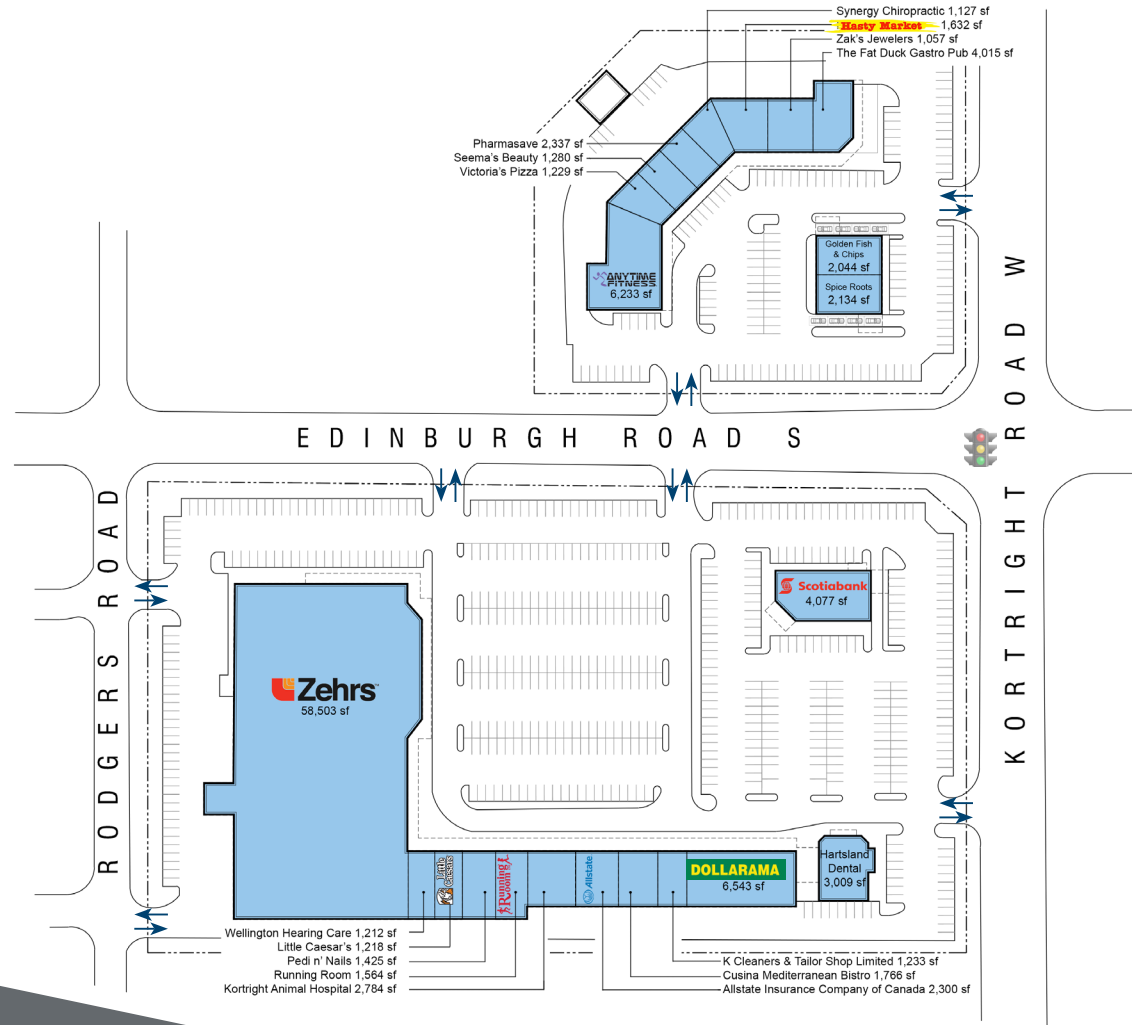 Synergy Chiropractic 1,127 sf
Hasty Market 1,632 sf
Zak's Jewelers 1,057 sf
The Fat Duck Gastro Pub 4,015 sf
Pharmasave 2,337 sf
Seema's Beauty 1,280 sf
Victoria's Pizza 1,229 sf
ANYTIME
FITNESS
6,233 sf
Golden Fish
& Chips
2,044 sf
Spice Roots
2,134 sf
KORTRIGHT ROAD W
EDINBURGH ROAD S
RODGERS ROAD
Scotiabank
4,077 sf
Zehrs
58,503 sf
Little
Caesars
Running
Room
Allstate
DOLLARAMA
6,543 sf
Hartsland
Dental
3,009 sf
Wellington Hearing Care 1,212 sf
Little Caesar's 1,218 sf
Pedi n' Nails 1,425 sf
Running Room 1,564 sf
Kortright Animal Hospital 2,784 sf
K Cleaners & Tailor Shop Limited 1,233 sf
Cusina Mediterranean Bistro 1,766 sf
Allstate Insurance Company of Canada 2,300 sf